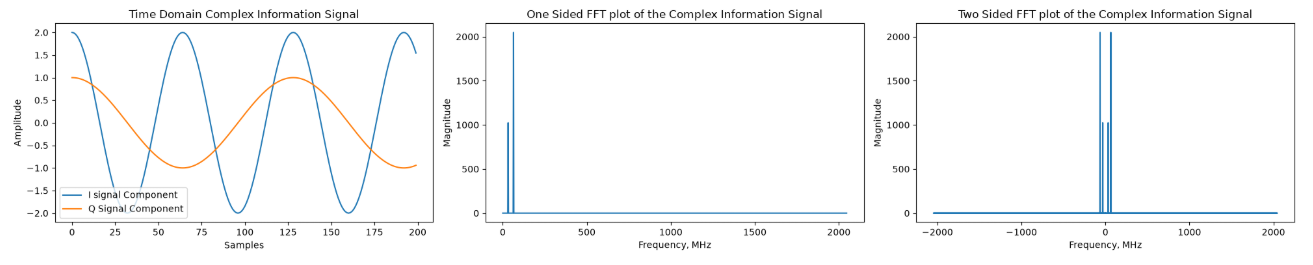 Time Domain Complex Information Signal
2.0
1.5
1.0
0.5
0.0
−0.5
−1.0
−1.5
−2.0
Amplitude
I signal Component
Q Signal Component
0 25 50 75 100 125 150 175 200
Samples
One Sided FFT plot of the Complex Information Signal
2000
1500
1000
500
0
Magnitude
0 500 1000 1500 2000
Frequency, MHz
Two Sided FFT plot of the Complex Information Signal
2000
1500
1000
500
0
Magnitude
−2000 −1000 0 1000 2000
Frequency, MHz